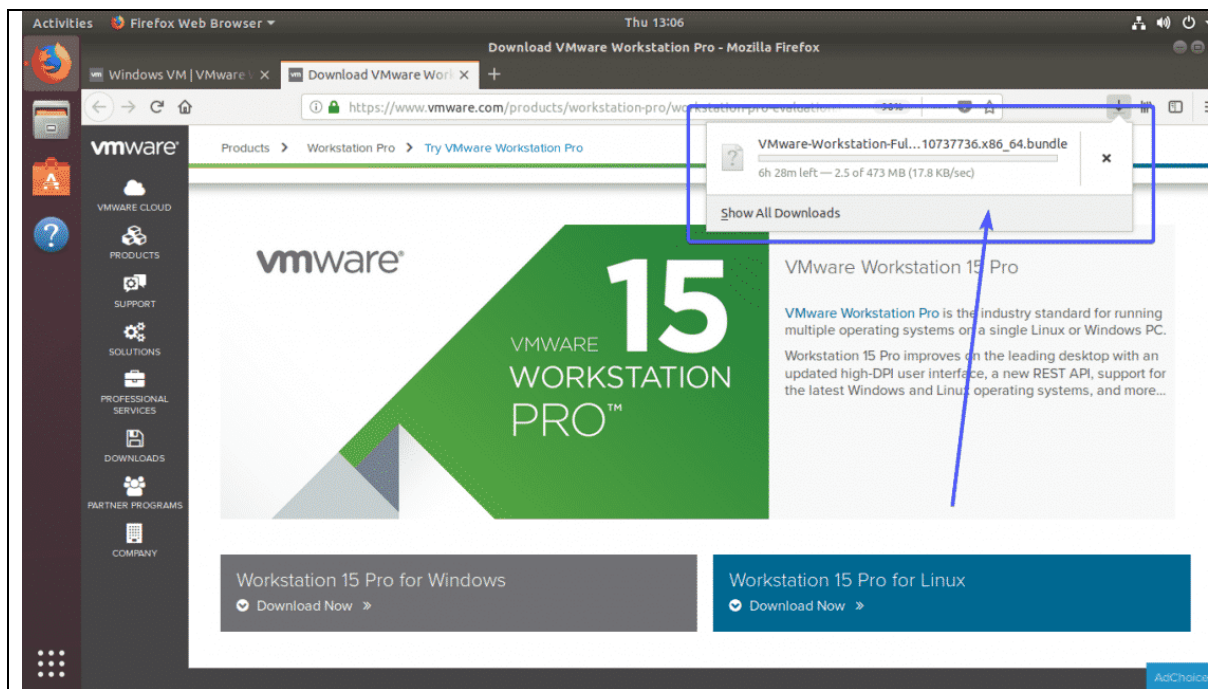 Activities Firefox Web Browser Thu 13:06
Download VMware Workstation Pro - Mozilla Firefox
Windows VM | VMware Download VMware Work
https://www.vmware.com/products/workstation-pro/workstation-pro-evaluation 90%
vmware
Products > Workstation Pro > Try VMware Workstation Pro
VMware-Workstation-Ful...10737736.x86_64.bundle
6h 28m left — 2.5 of 473 MB (17.8 KB/sec)
Show All Downloads
VMWARE CLOUD
PRODUCTS
SUPPORT
SOLUTIONS
PROFESSIONAL
SERVICES
DOWNLOADS
PARTNER PROGRAMS
COMPANY
vmware
15
VMWARE
WORKSTATION
PRO™
VMware Workstation 15 Pro
VMware Workstation Pro is the industry standard for running
multiple operating systems on a single Linux or Windows PC.
Workstation 15 Pro improves on the leading desktop with an
updated high-DPI user interface, a new REST API, support for
the latest Windows and Linux operating systems, and more...
Workstation 15 Pro for Windows
Download Now »
Workstation 15 Pro for Linux
Download Now »
AdChoice